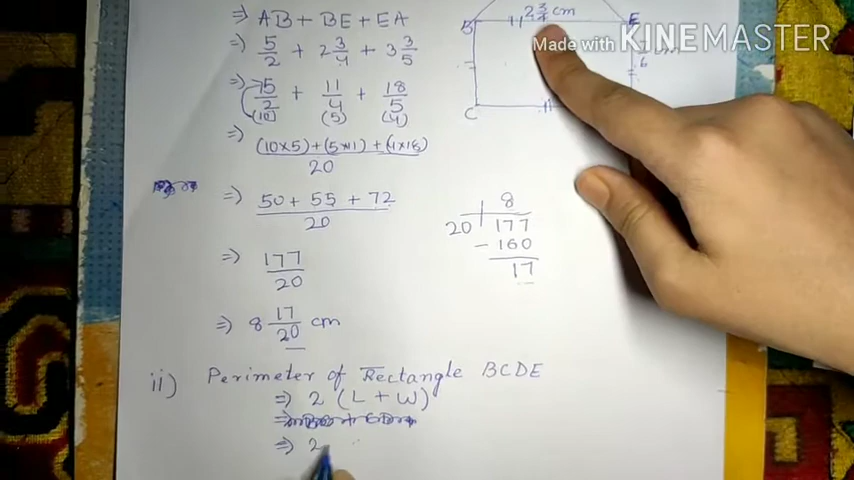 ⇒ AB + BE + EA
⇒ 5/2 + 2 3/4 + 3 3/5
⇒ 5/2 + 11/4 + 18/5
(10) (5) (4)
⇒ (10×5)+(5×11)+(4×18)
20
⇒ 50 + 55 + 72
20
⇒ 177
20
⇒ 8 17/20 cm
8
20 177
- 160
17
B 2 3/4 cm E
C
Made with KINEMASTER
ii) Perimeter of Rectangle BCDE
⇒ 2 (L + W)
⇒ 2